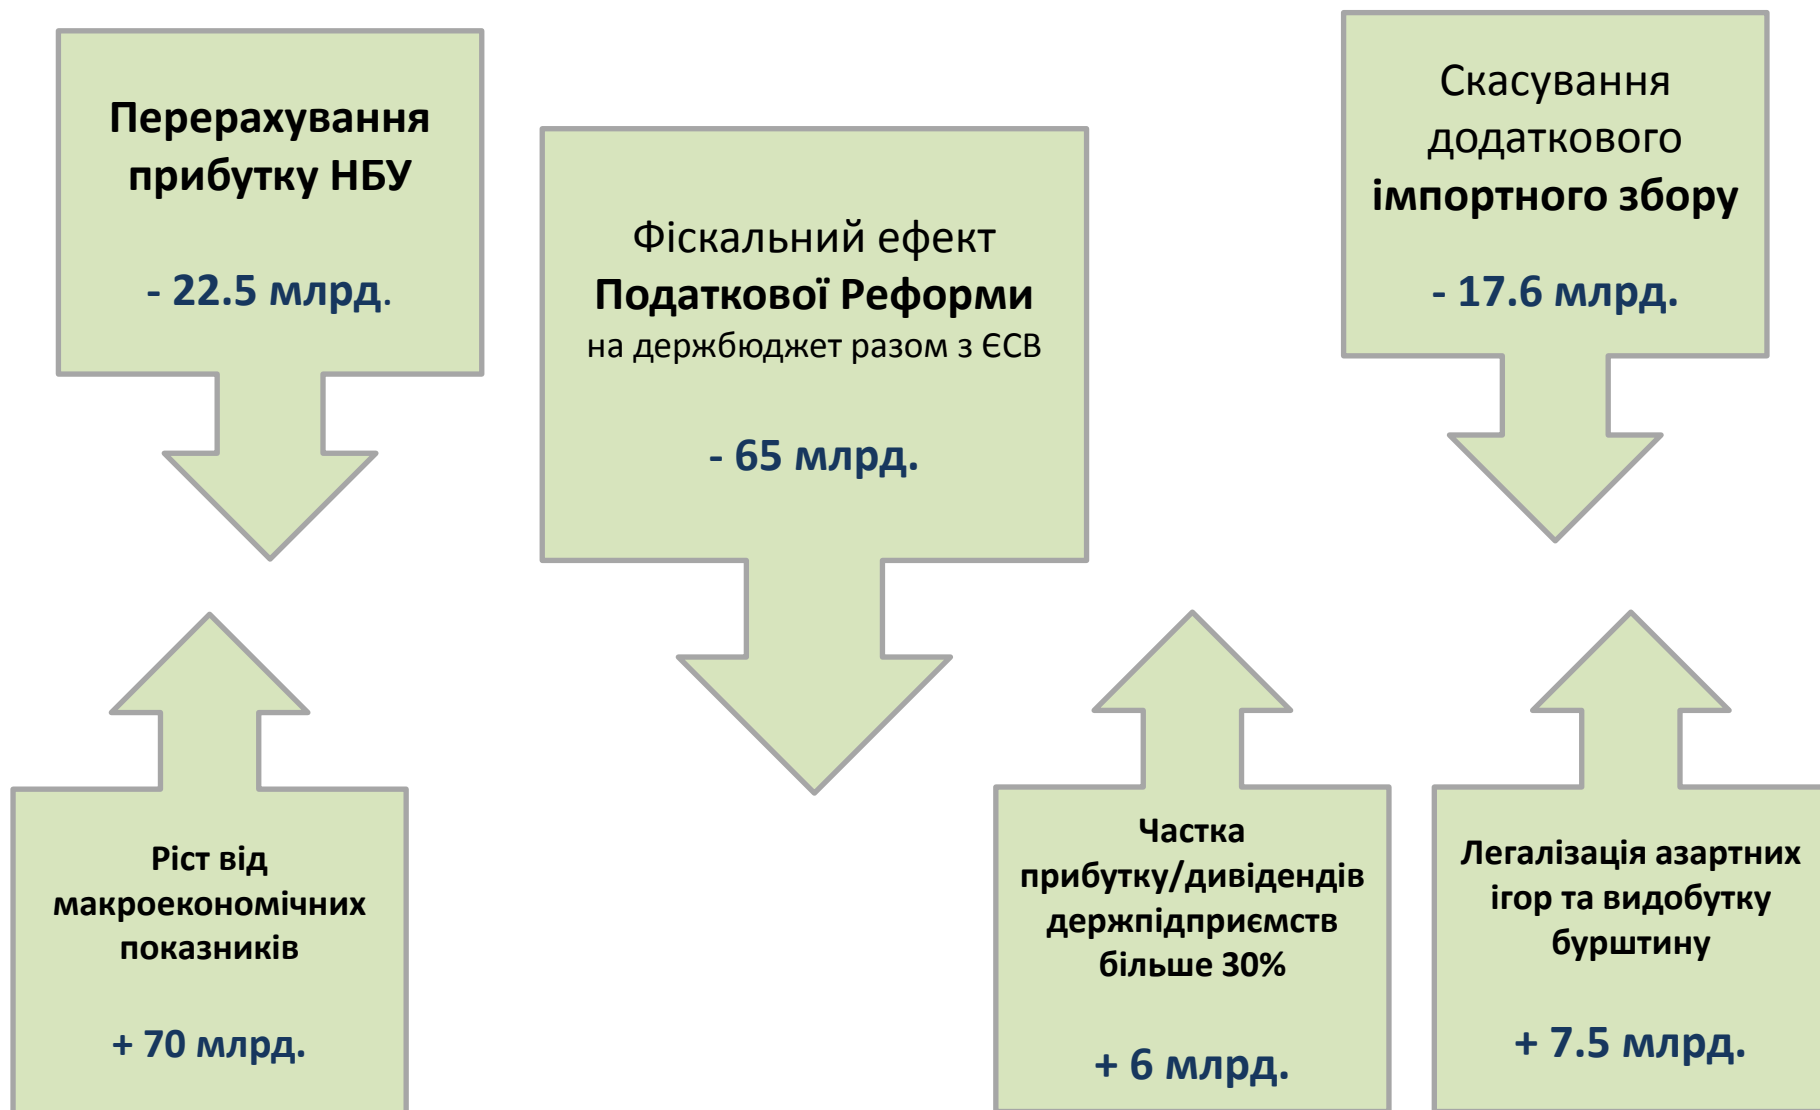 Перерахування
прибутку НБУ
- 22.5 млрд.
Фіскальний ефект
Податкової Реформи
на держбюджет разом з ЄСВ
- 65 млрд.
Скасування
додаткового
імпортного збору
- 17.6 млрд.
Ріст від
макроекономічних
показників
+ 70 млрд.
Частка
прибутку/дивідендів
держпідприємств
більше 30%
+ 6 млрд.
Легалізація азартних
ігор та видобутку
бурштину
+ 7.5 млрд.